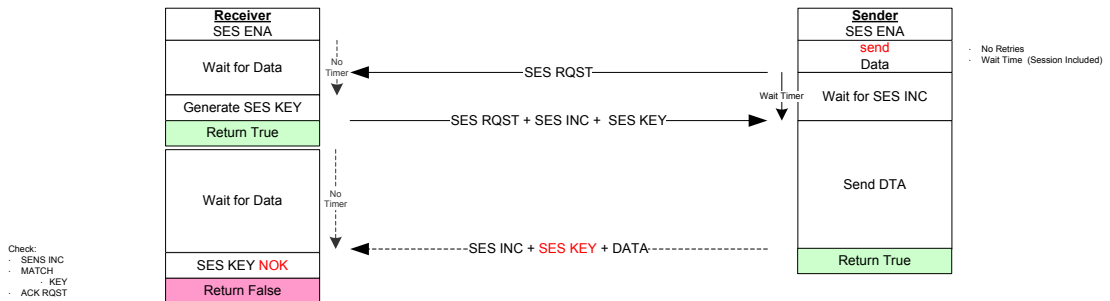 Receiver
SES ENA
Wait for Data
No
Timer
Generate SES KEY
Return True
Wait for Data
No
Timer
SES KEY NOK
Return False
Check:
· SENS INC
· MATCH
· KEY
· ACK RQST
SES RQST
Wait Timer
SES RQST + SES INC + SES KEY
SES INC + SES KEY + DATA
Sender
SES ENA
send
Data
Wait for SES INC
Send DTA
Return True
· No Retries
· Wait Time (Session Included)